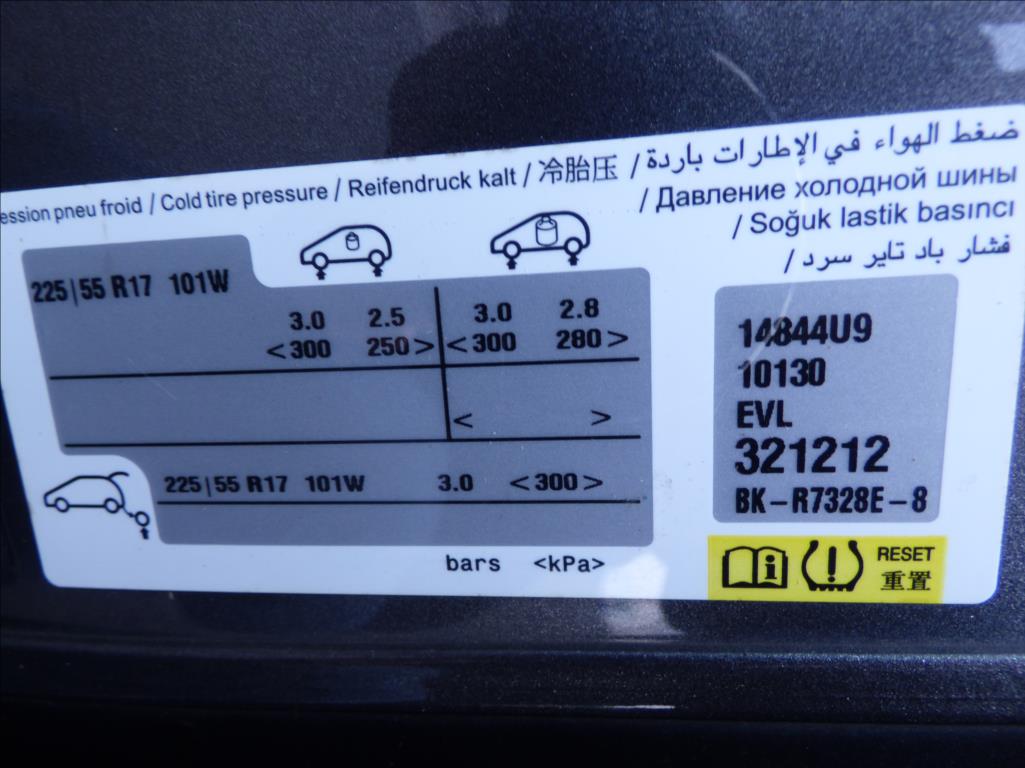 ession pneu froid / Cold tire pressure / Reifendruck kalt / 冷胎压 / ضغط الهواء في الإطارات باردة
/ Давление холодной шины
/ Soğuk lastik basıncı
/ فشار باد تایر سرد
225|55 R17 101W
3.0 2.5 3.0 2.8
<300 250> <300 280>
< >
225|55 R17 101W 3.0 <300>
bars <kPa>
14844U9
10130
EVL
321212
BK-R7328E-8
RESET
重置